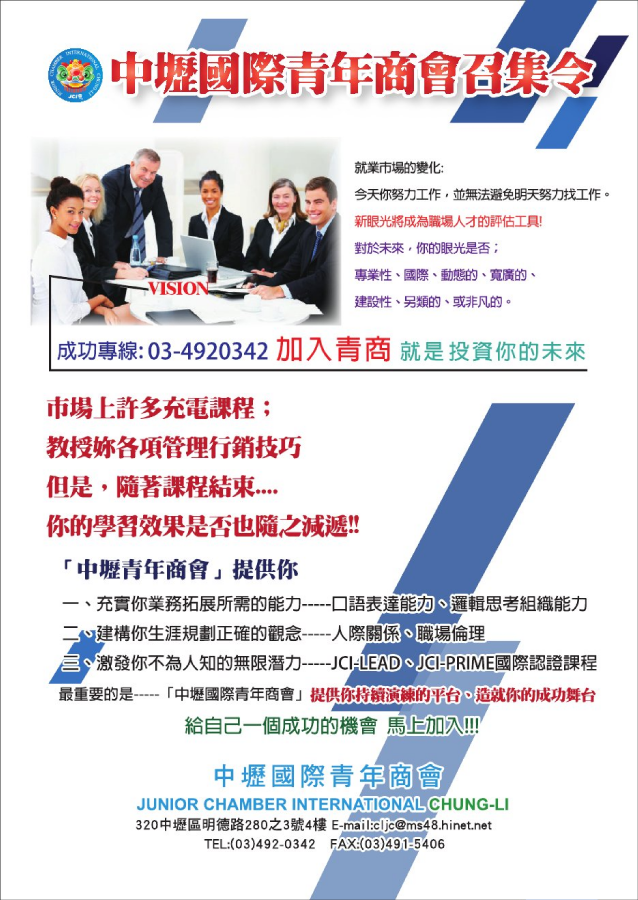 中壢國際青年商會召集令
JUNIOR CHAMBER INTERNATIONAL CHUNG-LI
JCI
就業市場的變化:
今天你努力工作，並無法避免明天努力找工作。
新眼光將成為職場人才的評估工具!
對於未來，你的眼光是否；
專業性、國際、動態的、寬廣的、
建設性、另類的、或非凡的。
VISION
成功專線: 03-4920342 加入青商 就是投資你的未來
市場上許多充電課程；
教授妳各項管理行銷技巧
但是，隨著課程結束....
你的學習效果是否也隨之減遞!!
「中壢青年商會」提供你
一、充實你業務拓展所需的能力-----口語表達能力、邏輯思考組織能力
二、建構你生涯規劃正確的觀念-----人際關係、職場倫理
三、激發你不為人知的無限潛力-----JCI-LEAD、JCI-PRIME國際認證課程
最重要的是-----「中壢國際青年商會」提供你持續演練的平台、造就你的成功舞台
給自己一個成功的機會 馬上加入!!!
中壢國際青年商會
JUNIOR CHAMBER INTERNATIONAL CHUNG-LI
320中壢區明德路280之3號4樓 E-mail:cljc@ms48.hinet.net
TEL:(03)492-0342 FAX:(03)491-5406